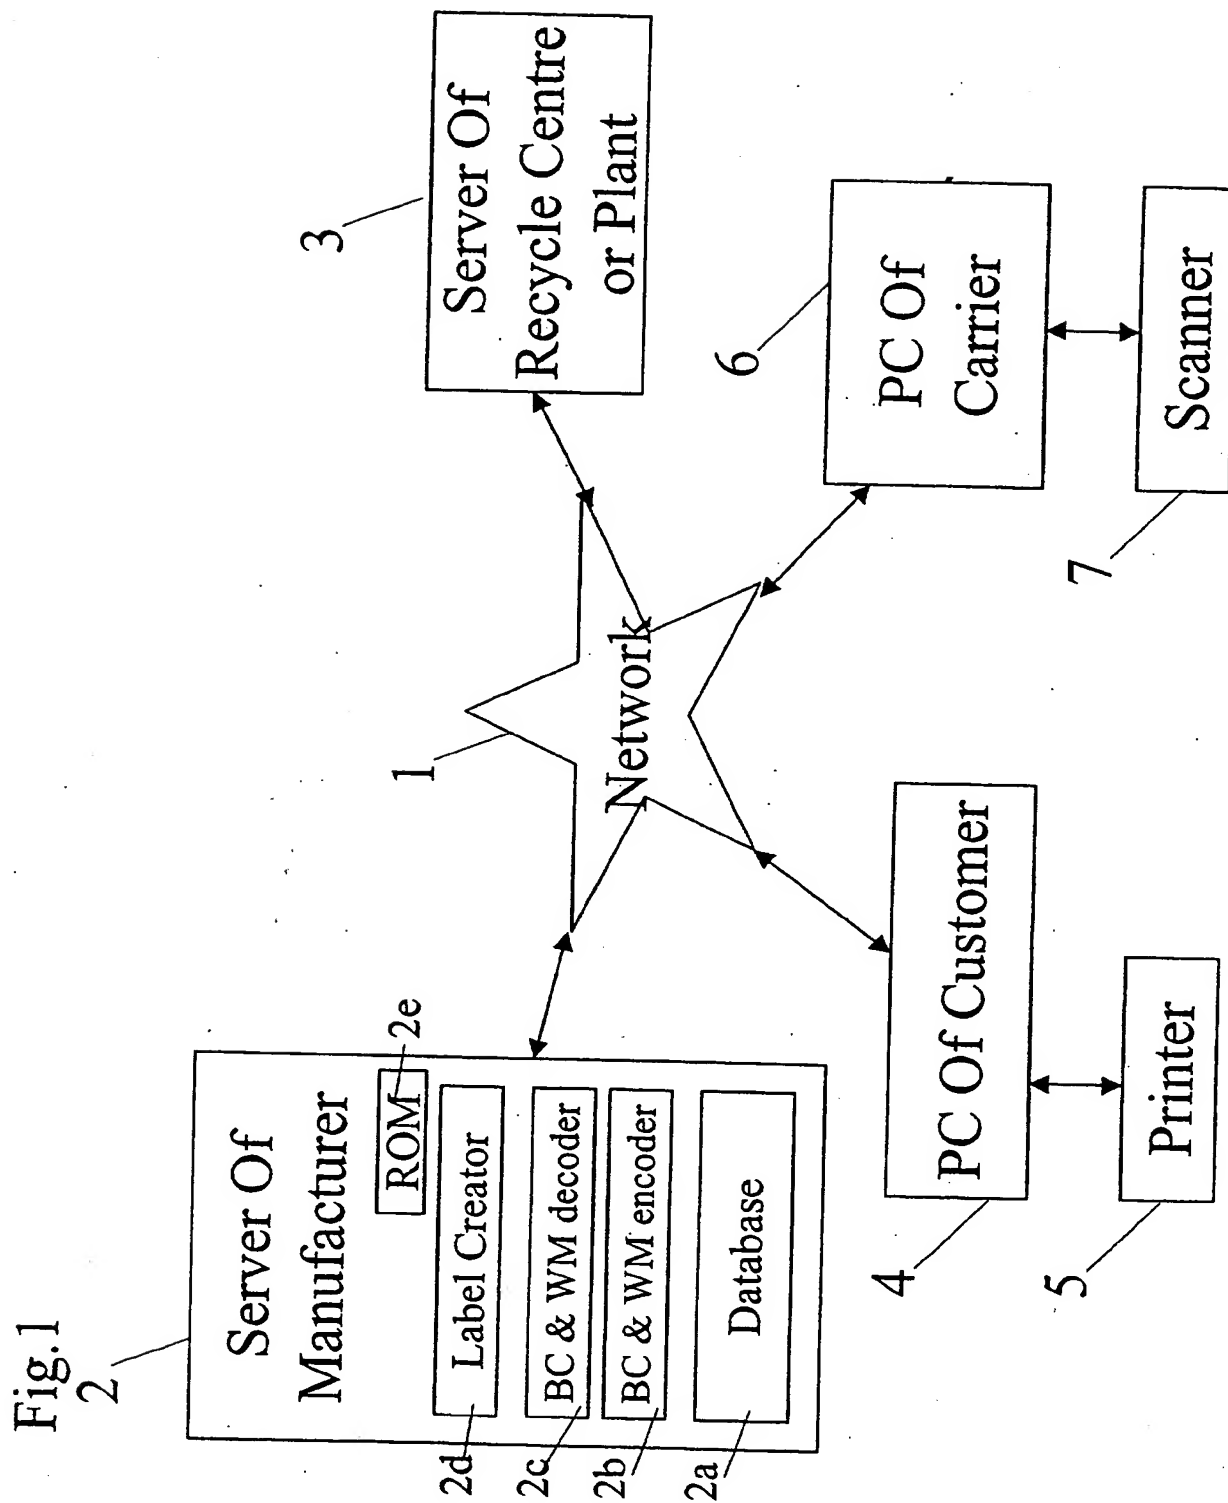 Fig.1
2
Server Of
Manufacturer
ROM
2e
Label Creator
2d
BC & WM decoder
2c
BC & WM encoder
2b
Database
2a
1
Network
3
Server Of
Recycle Centre
or Plant
4
PC Of Customer
5
Printer
6
PC Of
Carrier
7
Scanner